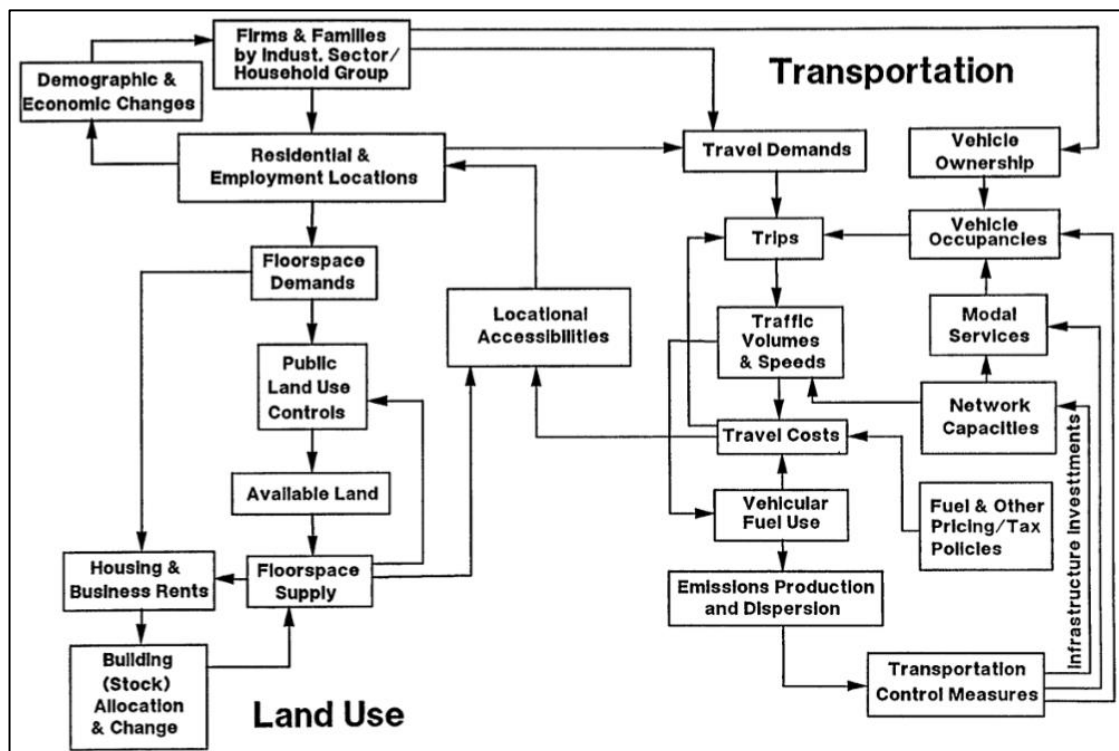 Firms & Families
by Indust. Sector/
Household Group
Transportation
Demographic &
Economic Changes
Residential &
Employment Locations
Travel Demands
Vehicle
Ownership
Trips
Vehicle
Occupancies
Floorspace
Demands
Locational
Accessibilities
Traffic
Volumes
& Speeds
Modal
Services
Public
Land Use
Controls
Network
Capacities
Travel Costs
Available Land
Vehicular
Fuel Use
Fuel & Other
Pricing/Tax
Policies
Infrastructure Investtments
Housing &
Business Rents
Floorspace
Supply
Emissions Production
and Dispersion
Building
(Stock)
Allocation
& Change
Transportation
Control Measures
Land Use